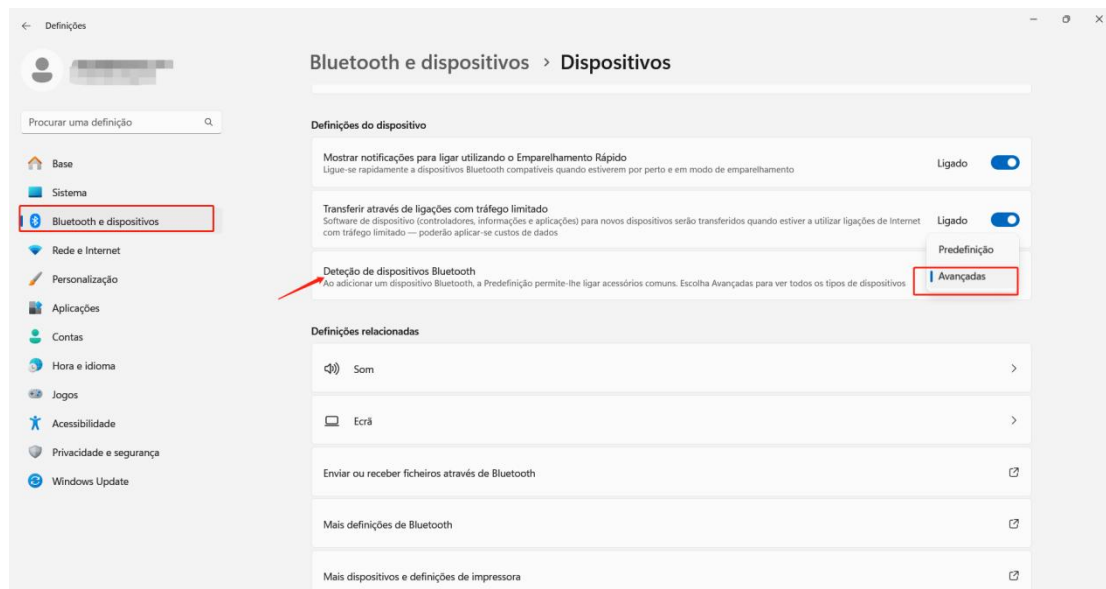 Definições
Bluetooth e dispositivos > Dispositivos
Procurar uma definição
Base
Sistema
Bluetooth e dispositivos
Rede e Internet
Personalização
Aplicações
Contas
Hora e idioma
Jogos
Acessibilidade
Privacidade e segurança
Windows Update
Definições do dispositivo
Mostrar notificações para ligar utilizando o Emparelhamento Rápido
Ligue-se rapidamente a dispositivos Bluetooth compatíveis quando estiverem por perto e em modo de emparelhamento
Ligado
Transferir através de ligações com tráfego limitado
Software de dispositivo (controladores, informações e aplicações) para novos dispositivos serão transferidos quando estiver a utilizar ligações de Internet
com tráfego limitado — poderão aplicar-se custos de dados
Ligado
Predefinição
Avançadas
Deteção de dispositivos Bluetooth
Ao adicionar um dispositivo Bluetooth, a Predefinição permite-lhe ligar acessórios comuns. Escolha Avançadas para ver todos os tipos de dispositivos
Definições relacionadas
Som
Ecrã
Enviar ou receber ficheiros através de Bluetooth
Mais definições de Bluetooth
Mais dispositivos e definições de impressora